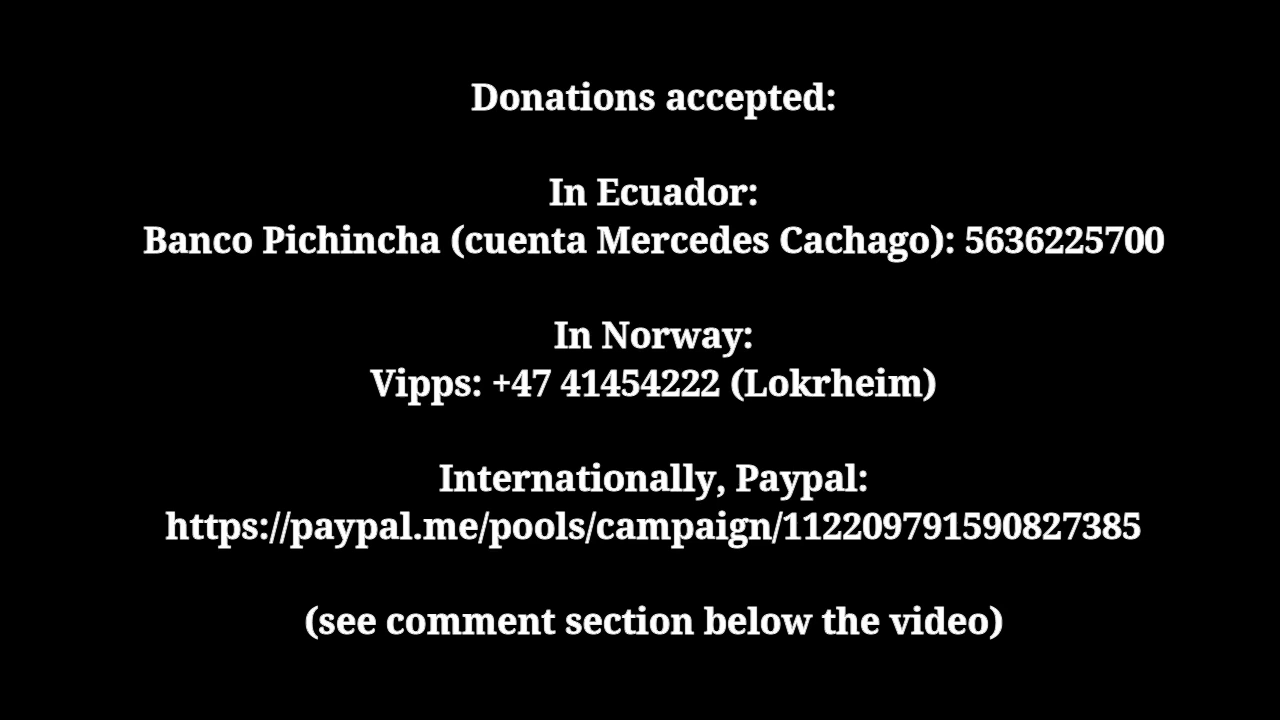 Donations accepted:
In Ecuador:
Banco Pichincha (cuenta Mercedes Cachago): 5636225700
In Norway:
Vipps: +47 41454222 (Lokrheim)
Internationally, Paypal:
https://paypal.me/pools/campaign/112209791590827385
(see comment section below the video)